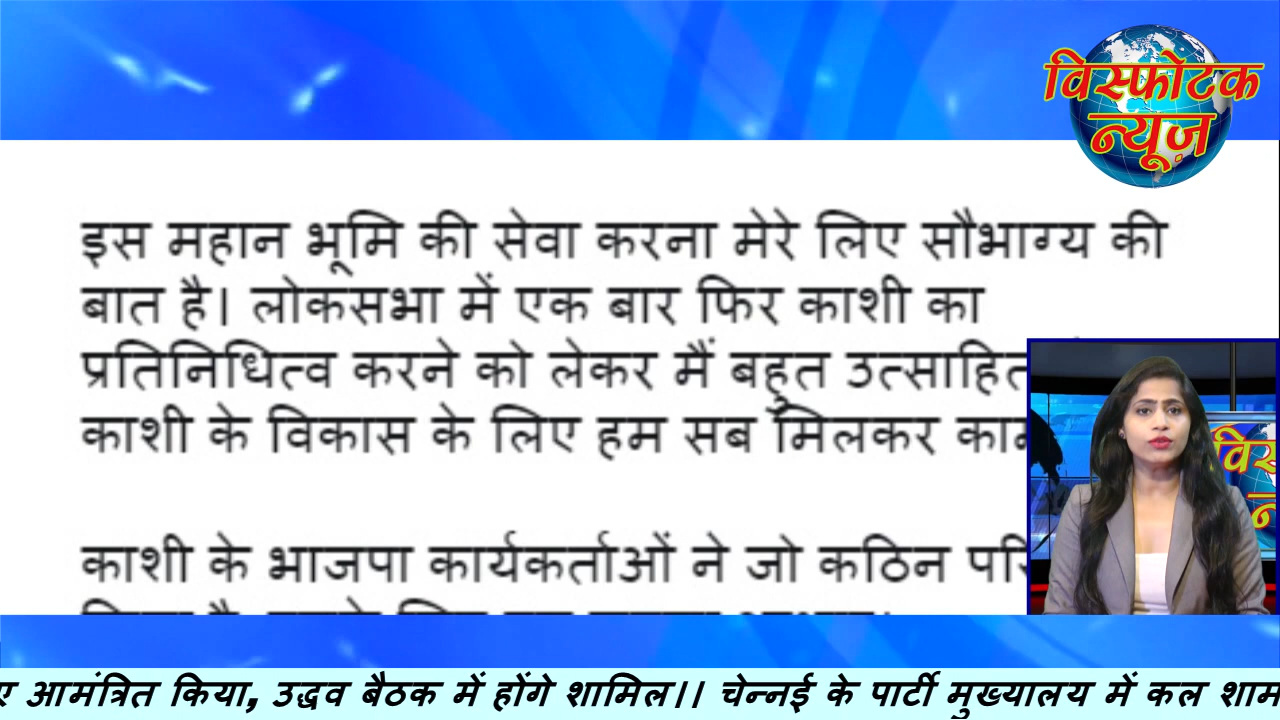 विस्फोटक
न्यूज़
इस महान भूमि की सेवा करना मेरे लिए सौभाग्य की
बात है। लोकसभा में एक बार फिर काशी का
प्रतिनिधित्व करने को लेकर मैं बहुत उत्साहित
काशी के विकास के लिए हम सब मिलकर
काशी के भाजपा कार्यकर्ताओं ने जो कठिन
आमंत्रित किया, उद्धव बैठक में होंगे शामिल।। चेन्नई के पार्टी मुख्यालय में कल शाम